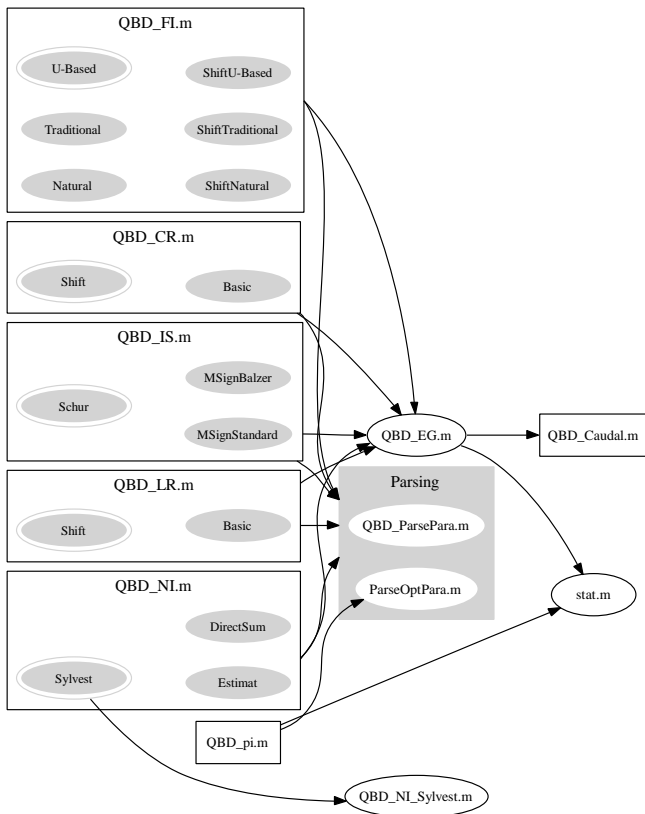 QBD_FI.m
U-Based
ShiftU-Based
Traditional
ShiftTraditional
Natural
ShiftNatural
QBD_CR.m
Shift
Basic
QBD_IS.m
MSignBalzer
Schur
MSignStandard
QBD_EG.m
QBD_Caudal.m
QBD_LR.m
Shift
Basic
Parsing
QBD_ParsePara.m
ParseOptPara.m
stat.m
QBD_NI.m
DirectSum
Sylvest
Estimat
QBD_pi.m
QBD_NI_Sylvest.m